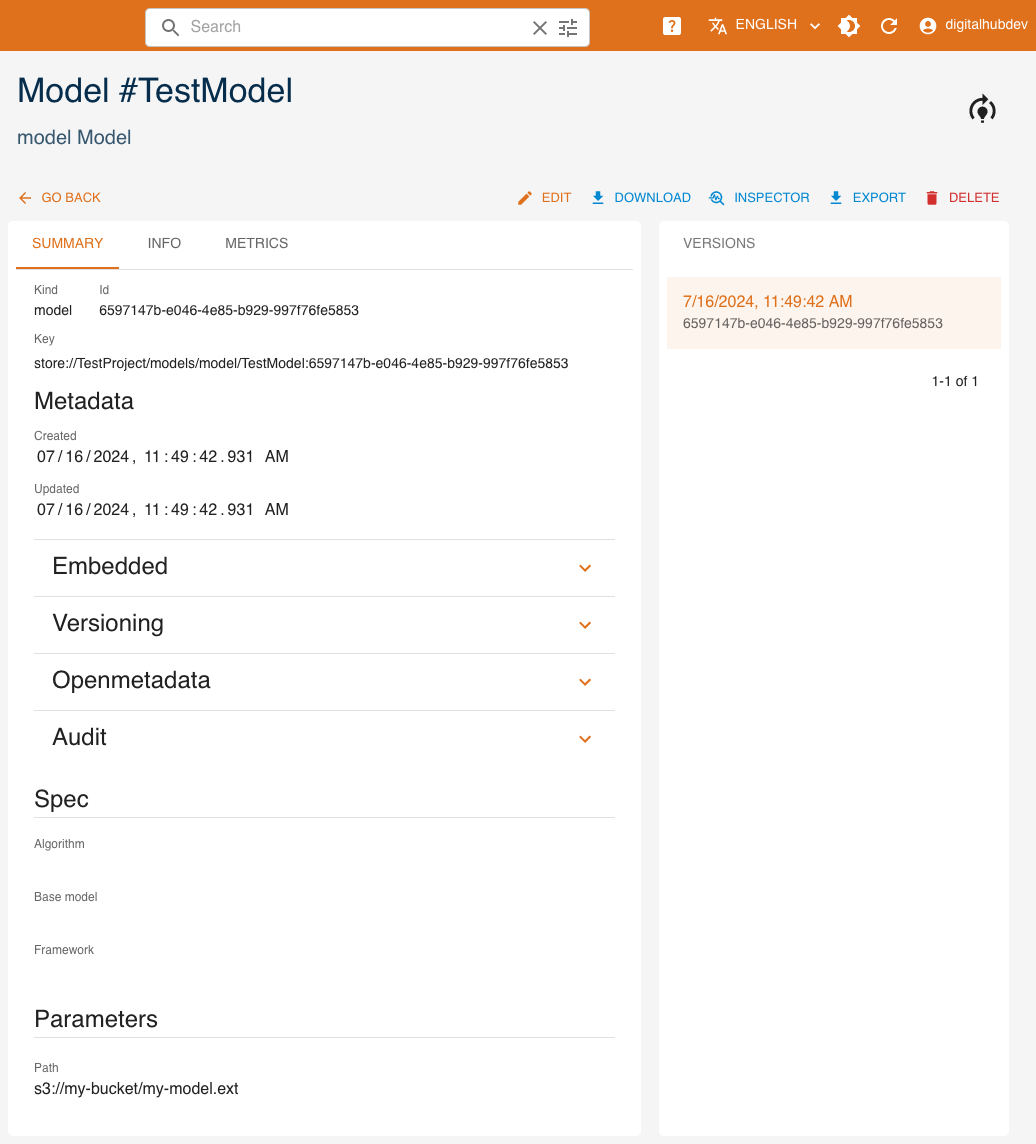 Search
?
ENGLISH
digitalhubdev
Model #TestModel
model Model
GO BACK
EDIT
DOWNLOAD
INSPECTOR
EXPORT
DELETE
SUMMARY
INFO
METRICS
Kind
Id
model
6597147b-e046-4e85-b929-997f76fe5853
Key
store://TestProject/models/model/TestModel:6597147b-e046-4e85-b929-997f76fe5853
Metadata
Created
07/16/2024, 11:49:42.931 AM
Updated
07/16/2024, 11:49:42.931 AM
Embedded
Versioning
Openmetadata
Audit
Spec
Algorithm
Base model
Framework
Parameters
Path
s3://my-bucket/my-model.ext
VERSIONS
7/16/2024, 11:49:42 AM
6597147b-e046-4e85-b929-997f76fe5853
1-1 of 1